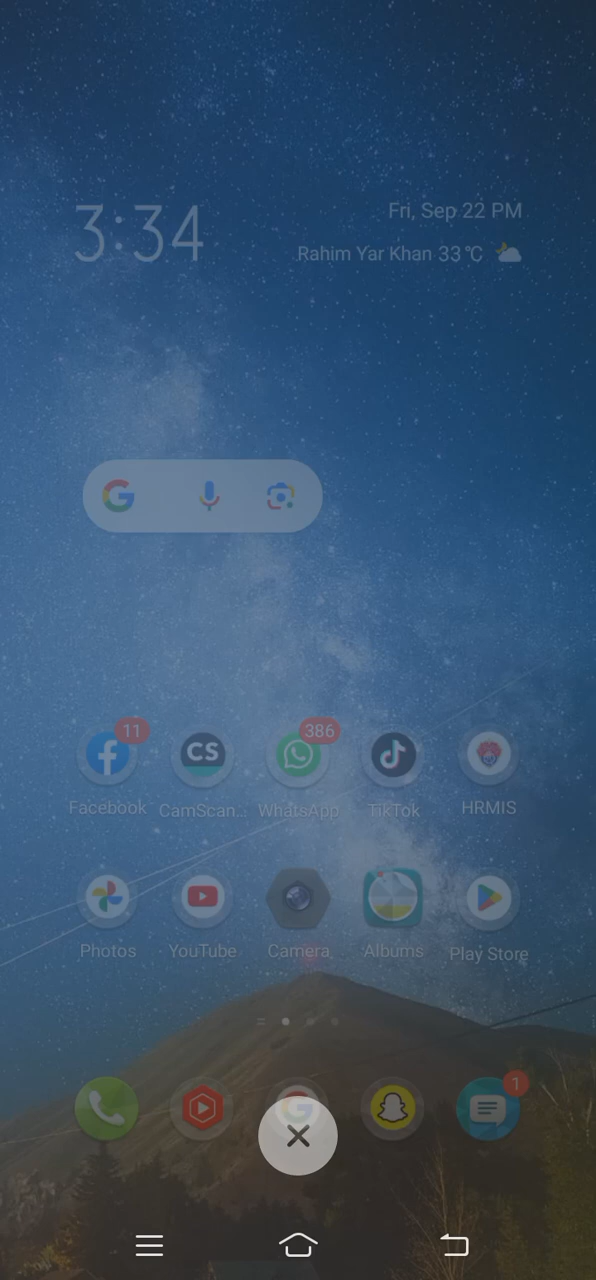 3:34
Fri, Sep 22 PM
Rahim Yar Khan 33℃
11
386
CS
Facebook CamScan... WhatsApp TikTok HRMIS
Photos YouTube Camera Albums Play Store
1